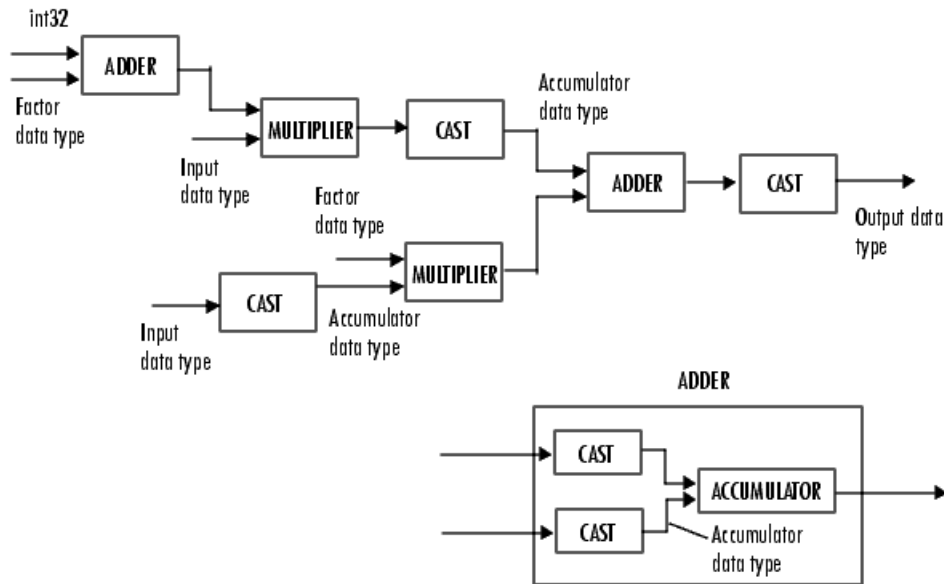 int32
ADDER
Factor
data type
MULTIPLIER
Input
data type
CAST
Accumulator
data type
ADDER
CAST
Output data
type
Factor
data type
MULTIPLIER
CAST
Input
data type
Accumulator
data type
ADDER
CAST
ACCUMULATOR
CAST
Accumulator
data type